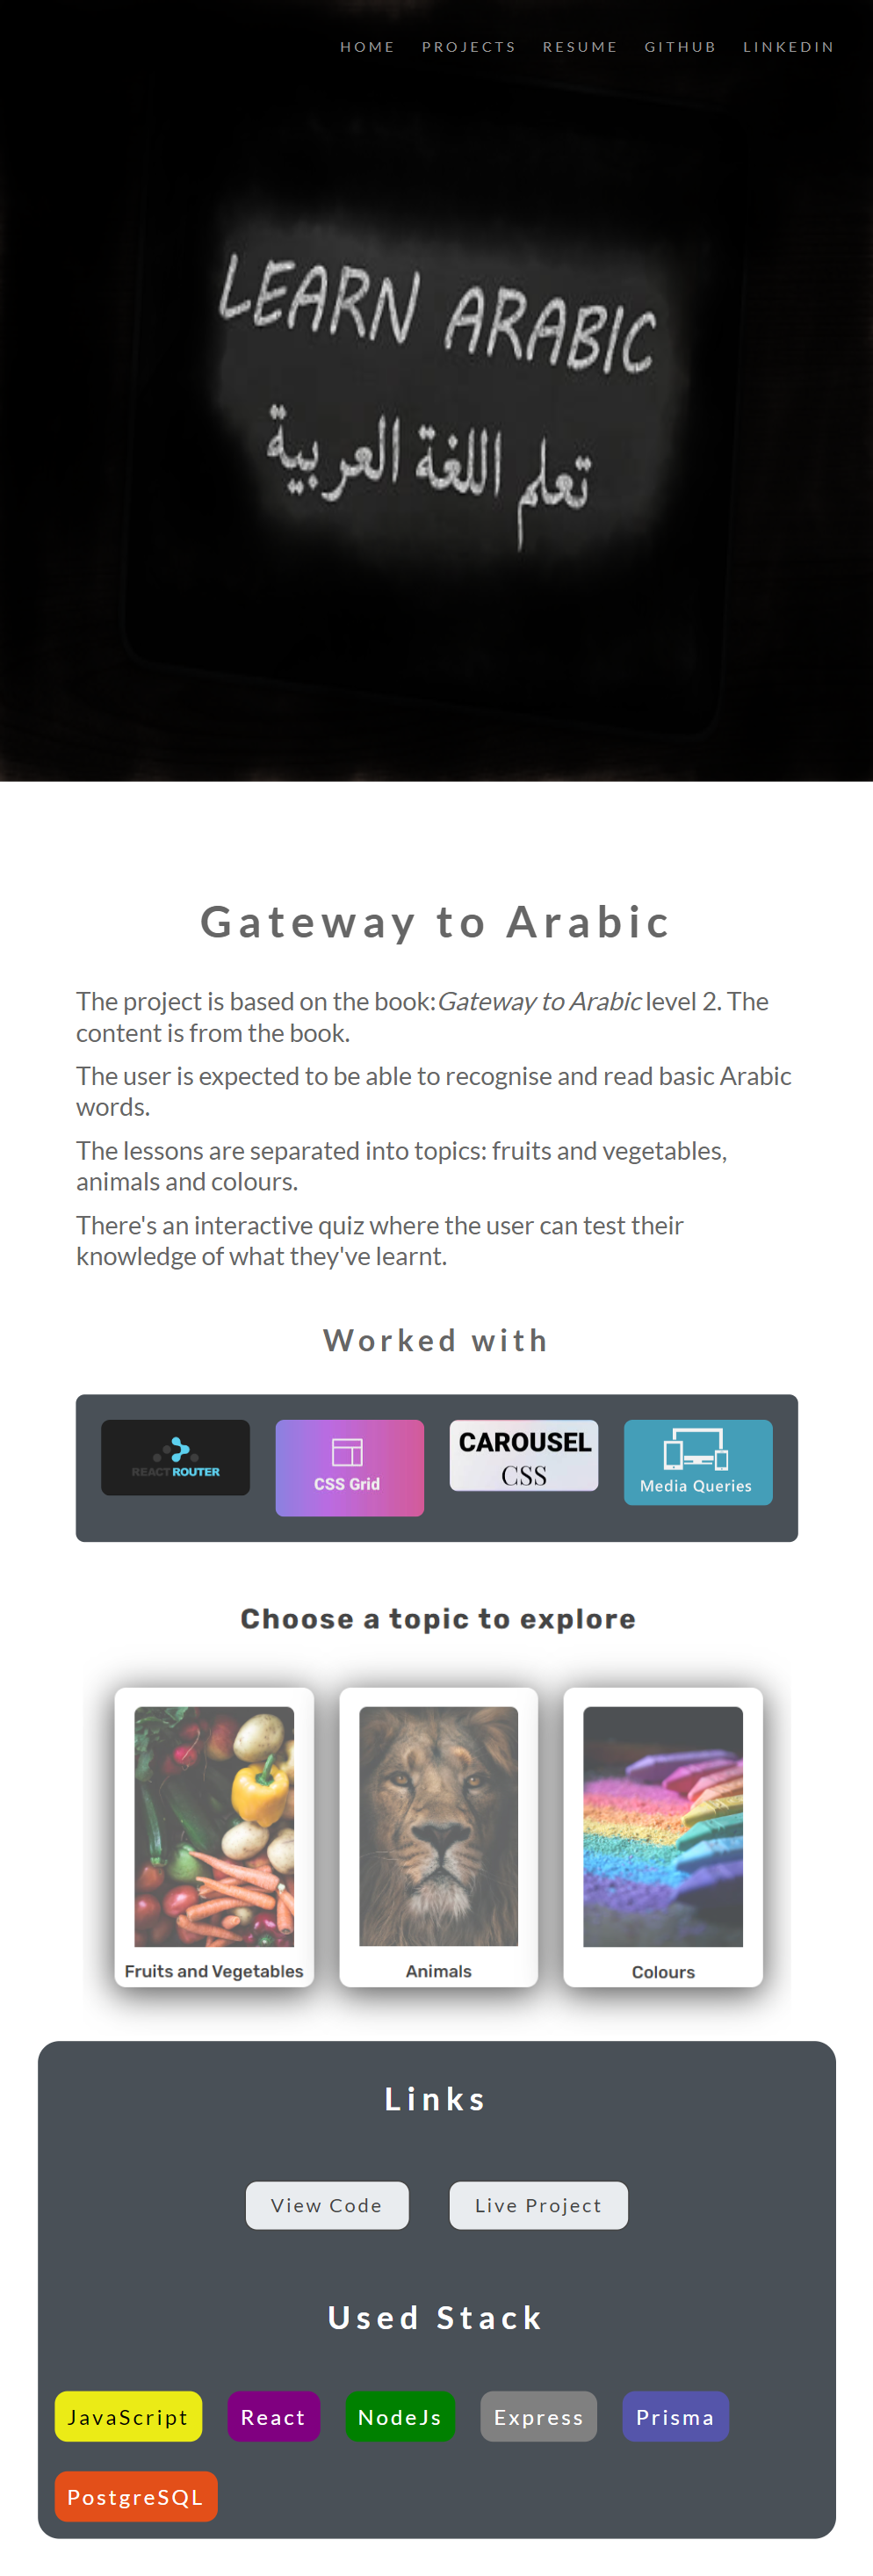 HOME PROJECTS RESUME GITHUB LINKEDIN
LEARN ARABIC
تعلم اللغة العربية
Gateway to Arabic
The project is based on the book:Gateway to Arabic level 2. The
content is from the book.
The user is expected to be able to recognise and read basic Arabic
words.
The lessons are separated into topics: fruits and vegetables,
animals and colours.
There's an interactive quiz where the user can test their
knowledge of what they've learnt.
Worked with
REACT ROUTER
CSS Grid
CAROUSEL
CSS
Media Queries
Choose a topic to explore
Fruits and Vegetables
Animals
Colours
Links
View Code
Live Project
Used Stack
JavaScript
React
NodeJs
Express
Prisma
PostgreSQL